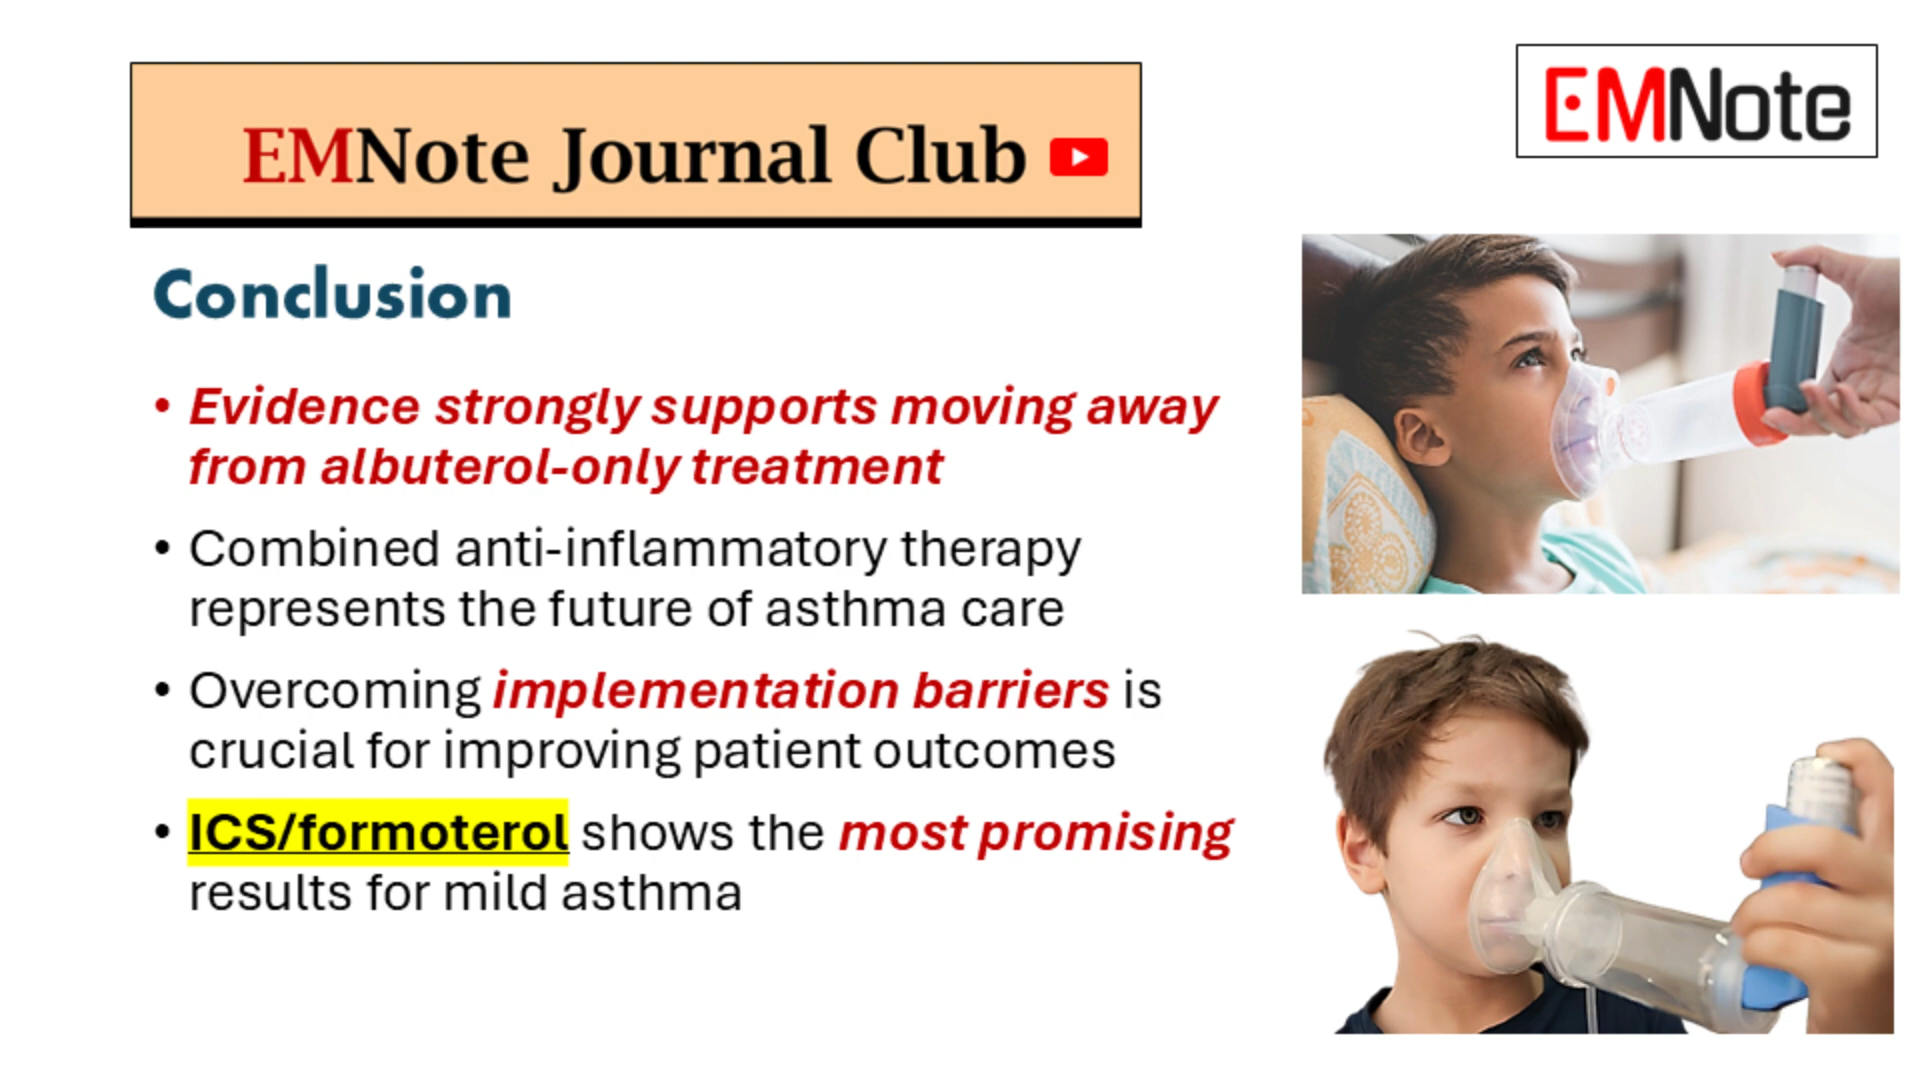 EMNote Journal Club
EMNote
Conclusion
• Evidence strongly supports moving away
from albuterol-only treatment
• Combined anti-inflammatory therapy
represents the future of asthma care
• Overcoming implementation barriers is
crucial for improving patient outcomes
• ICS/formoterol shows the most promising
results for mild asthma